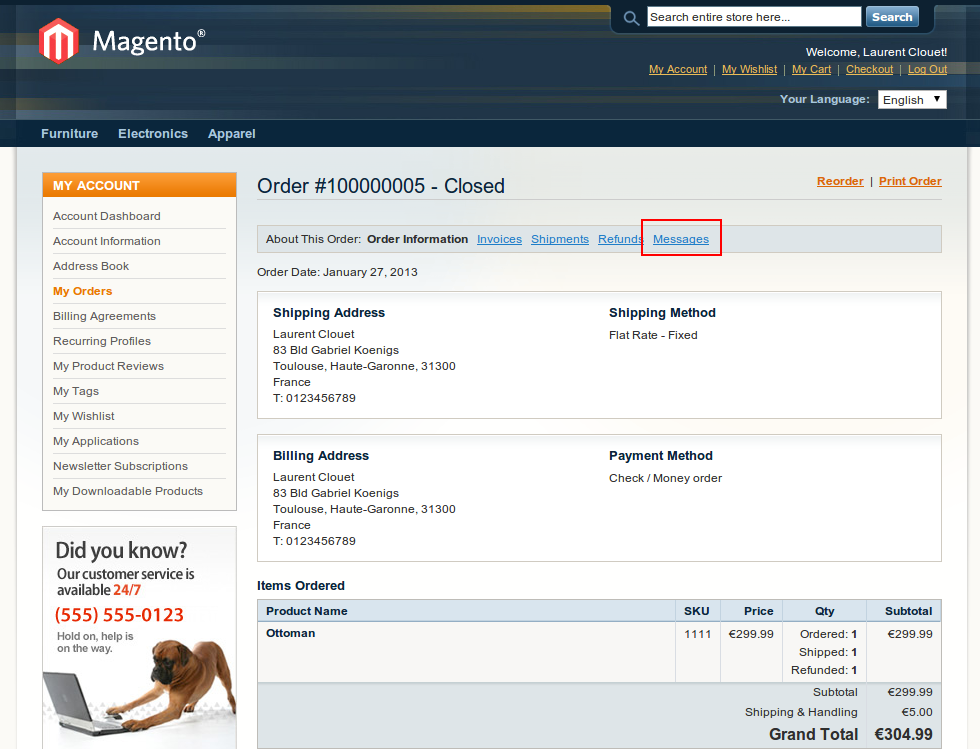 Search entire store here...
Search
Magento®
Welcome, Laurent Clouet!
My Account | My Wishlist | My Cart | Checkout | Log Out
Your Language: English ▼
Furniture Electronics Apparel
MY ACCOUNT
Account Dashboard
Account Information
Address Book
My Orders
Billing Agreements
Recurring Profiles
My Product Reviews
My Tags
My Wishlist
My Applications
Newsletter Subscriptions
My Downloadable Products
Did you know?
Our customer service is
available 24/7
(555) 555-0123
Hold on, help is
on the way.
Order #100000005 - Closed
Reorder | Print Order
About This Order: Order Information Invoices Shipments Refunds Messages
Order Date: January 27, 2013
Shipping Address
Laurent Clouet
83 Bld Gabriel Koenigs
Toulouse, Haute-Garonne, 31300
France
T: 0123456789
Shipping Method
Flat Rate - Fixed
Billing Address
Laurent Clouet
83 Bld Gabriel Koenigs
Toulouse, Haute-Garonne, 31300
France
T: 0123456789
Payment Method
Check / Money order
Items Ordered
Product Name SKU Price Qty Subtotal
Ottoman 1111 €299.99 Ordered: 1 €299.99
Shipped: 1
Refunded: 1
Subtotal €299.99
Shipping & Handling €5.00
Grand Total €304.99